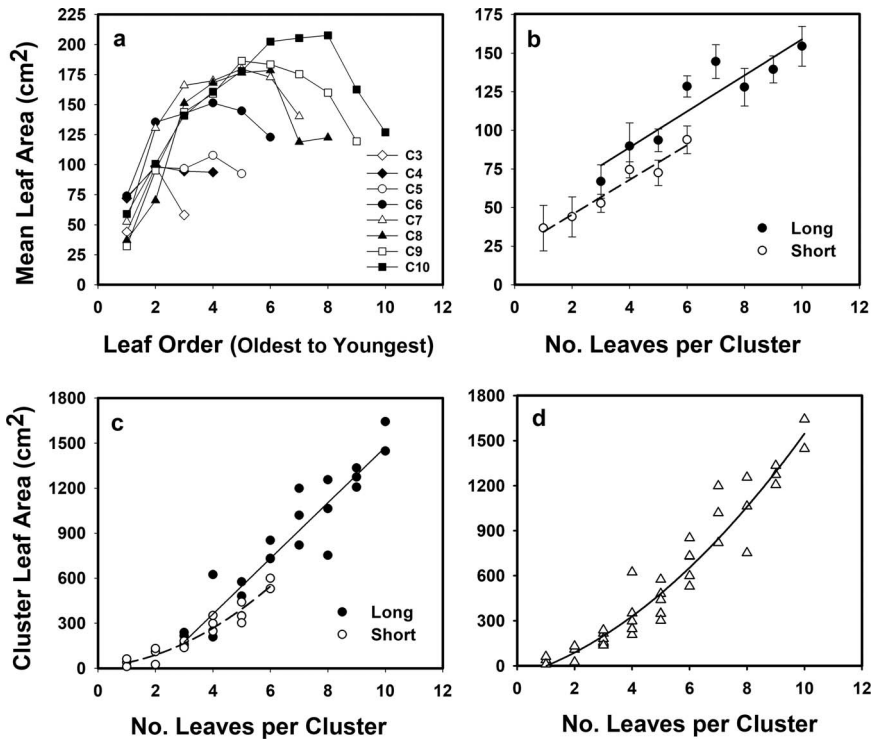 a
Mean Leaf Area (cm2)
225
200
175
150
125
100
75
50
25
0
0 2 4 6 8 10 12
Leaf Order (Oldest to Youngest)
C3
C4
C5
C6
C7
C8
C9
C10
b
175
150
125
100
75
50
25
0
0 2 4 6 8 10 12
No. Leaves per Cluster
Long
Short
c
Cluster Leaf Area (cm2)
1800
1500
1200
900
600
300
0
0 2 4 6 8 10 12
No. Leaves per Cluster
Long
Short
d
1800
1500
1200
900
600
300
0
0 2 4 6 8 10 12
No. Leaves per Cluster